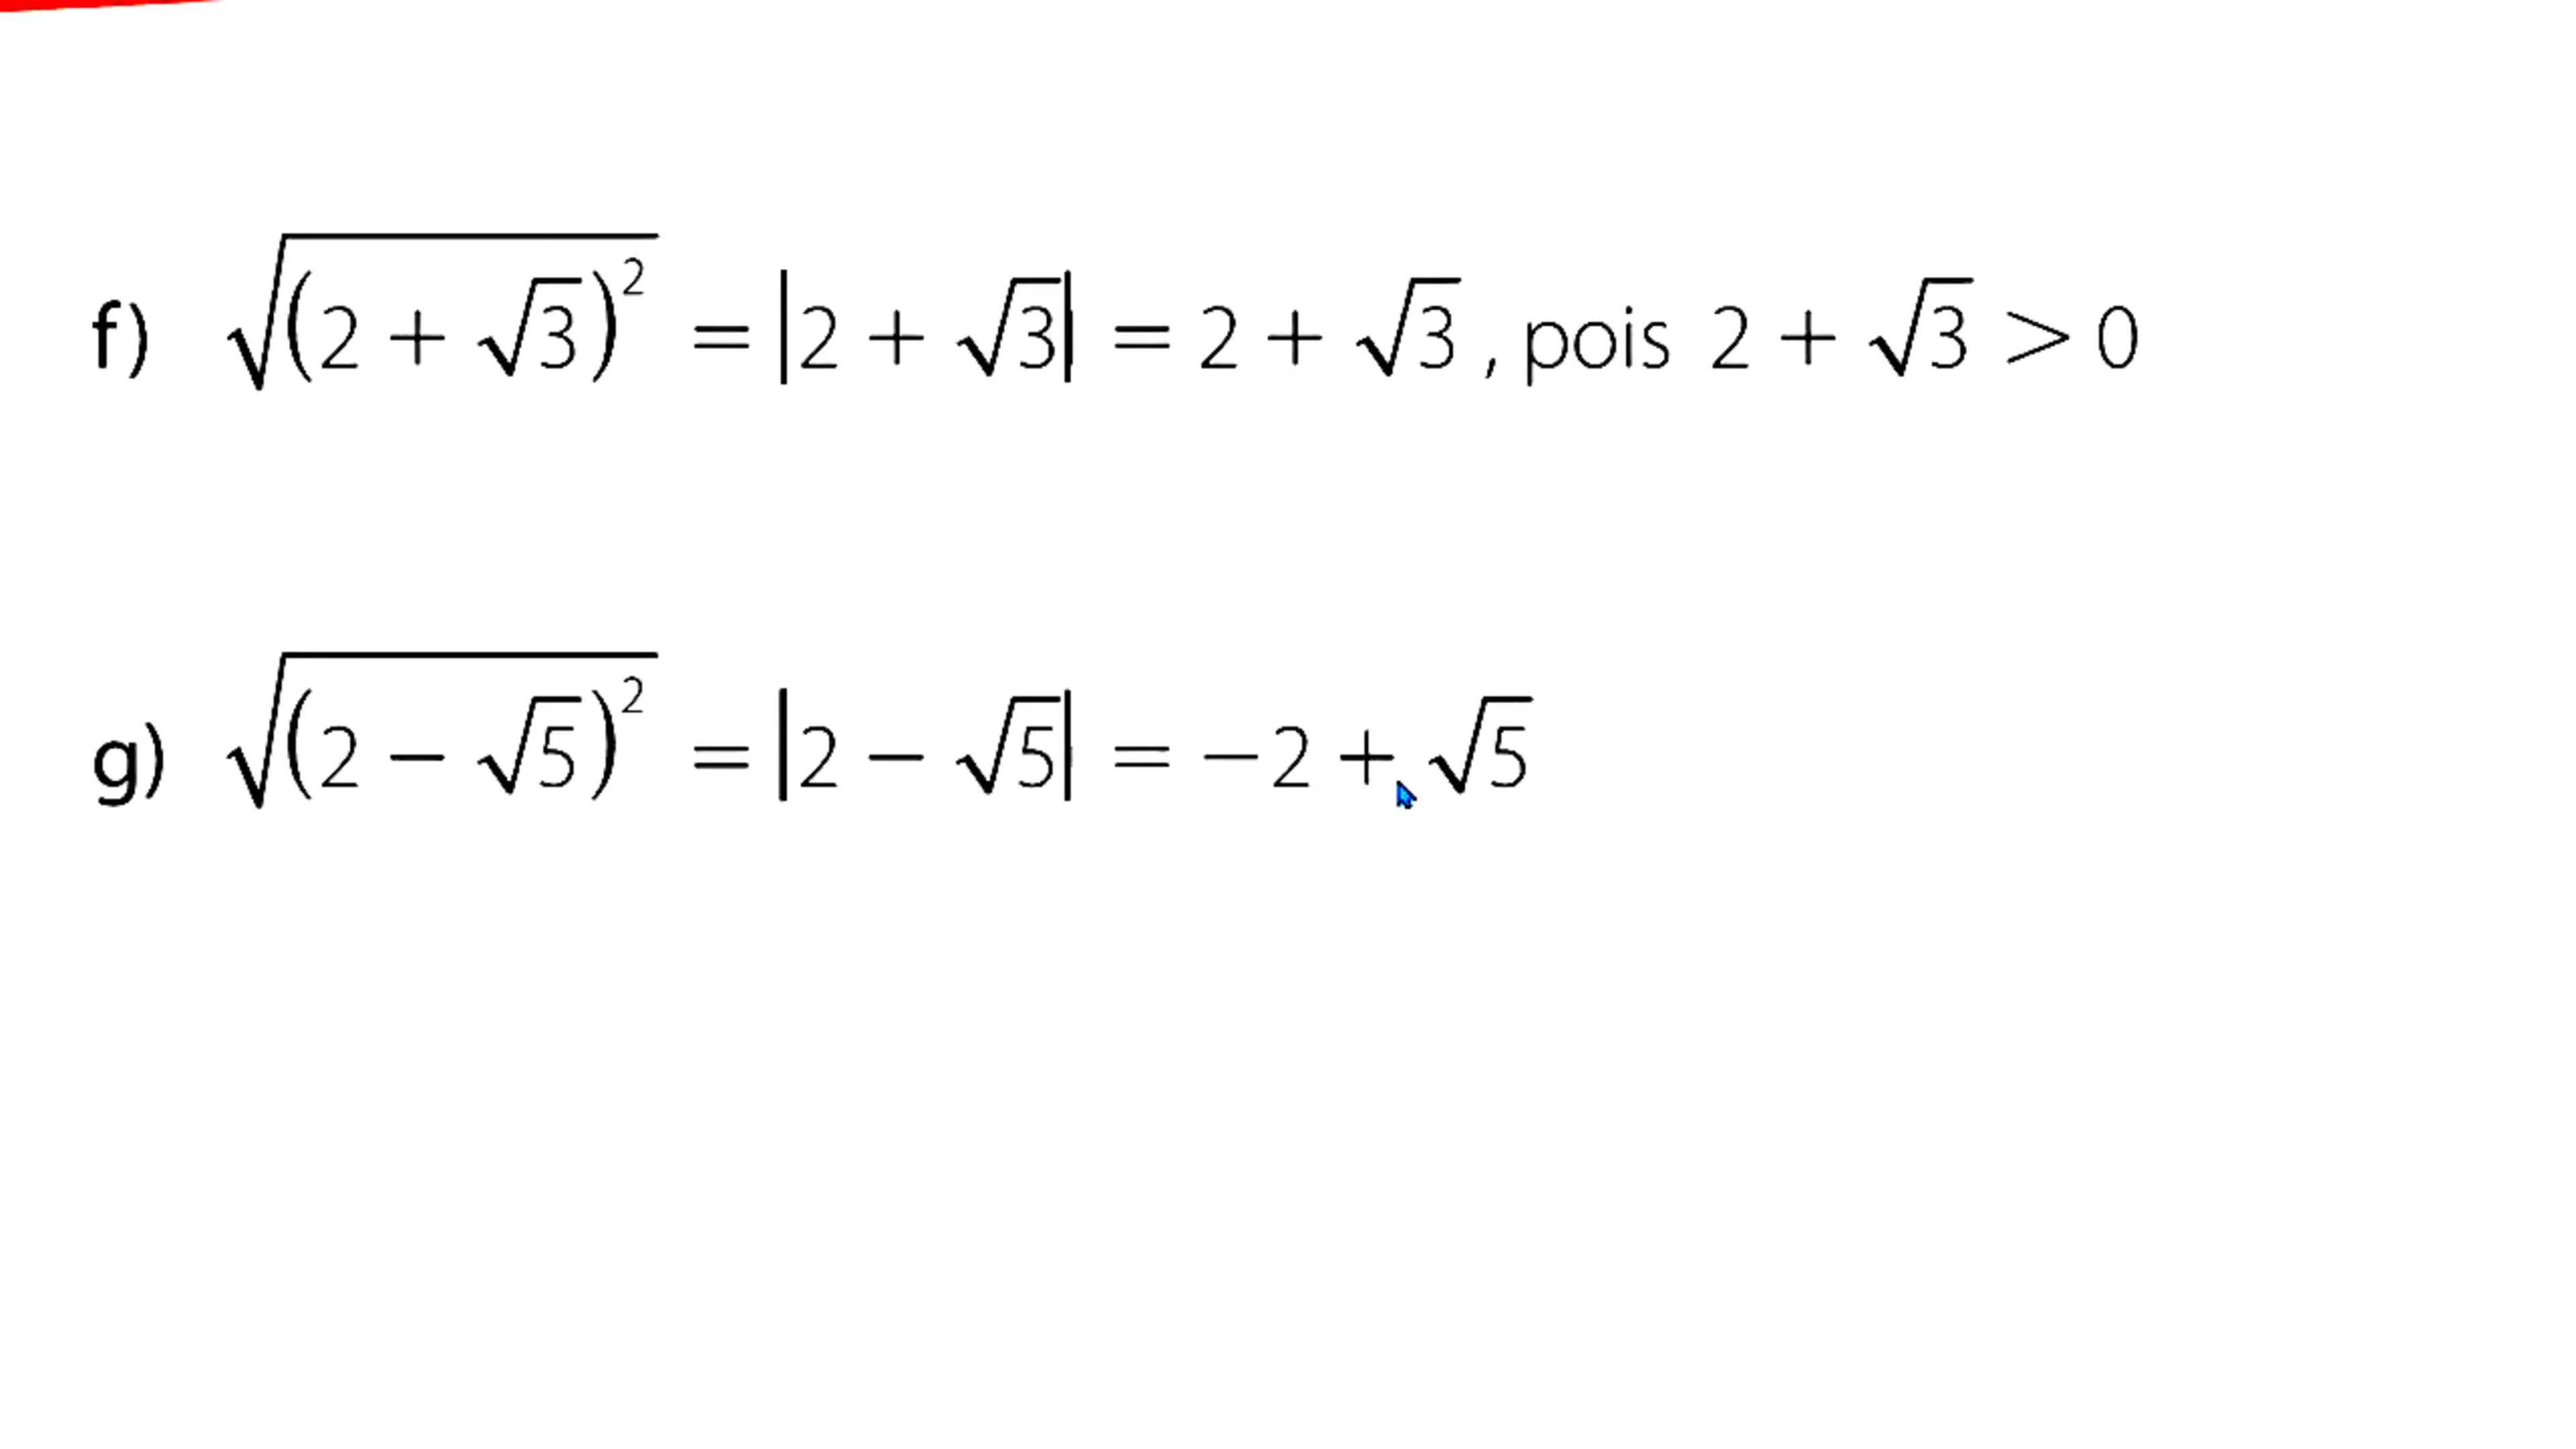 f) √(2 + √3)² = |2 + √3| = 2 + √3 , pois 2 + √3 > 0
g) √(2 − √5)² = |2 − √5| = −2 + √5